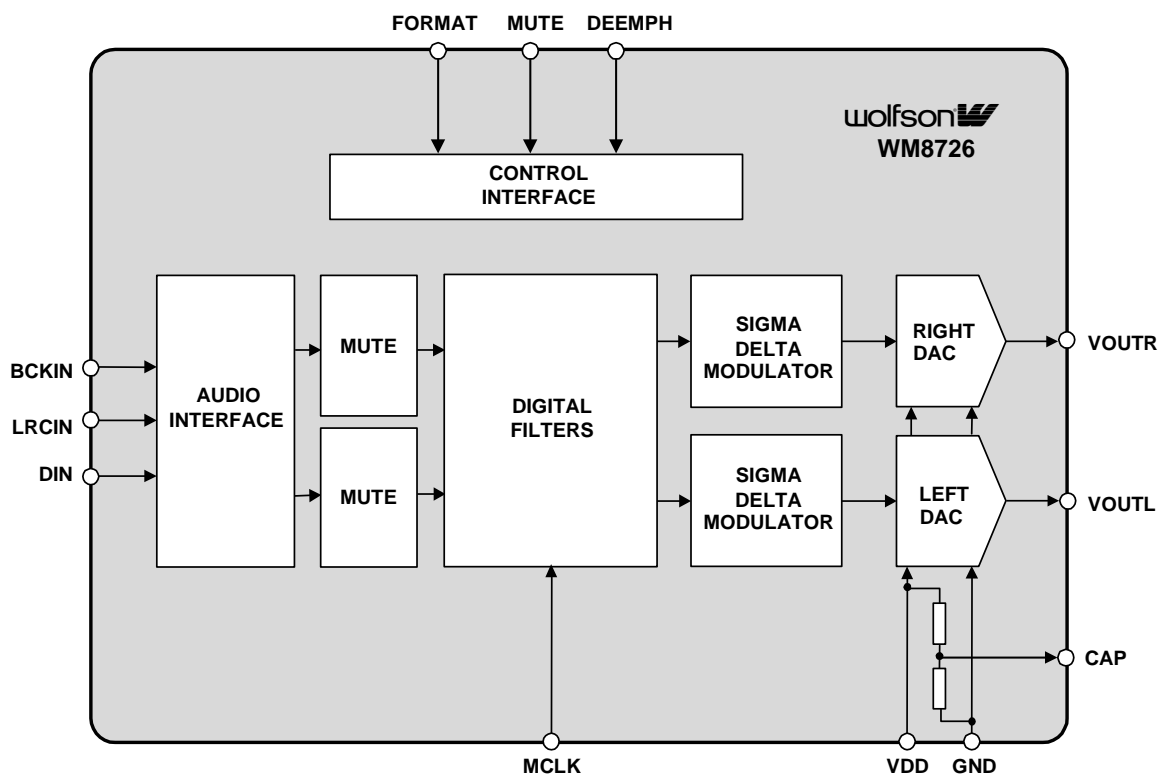 FORMAT MUTE DEEMPH
wolfson
WM8726
CONTROL
INTERFACE
AUDIO
INTERFACE
MUTE
MUTE
DIGITAL
FILTERS
SIGMA
DELTA
MODULATOR
SIGMA
DELTA
MODULATOR
RIGHT
DAC
LEFT
DAC
BCKIN
LRCIN
DIN
VOUTR
VOUTL
CAP
MCLK
VDD GND